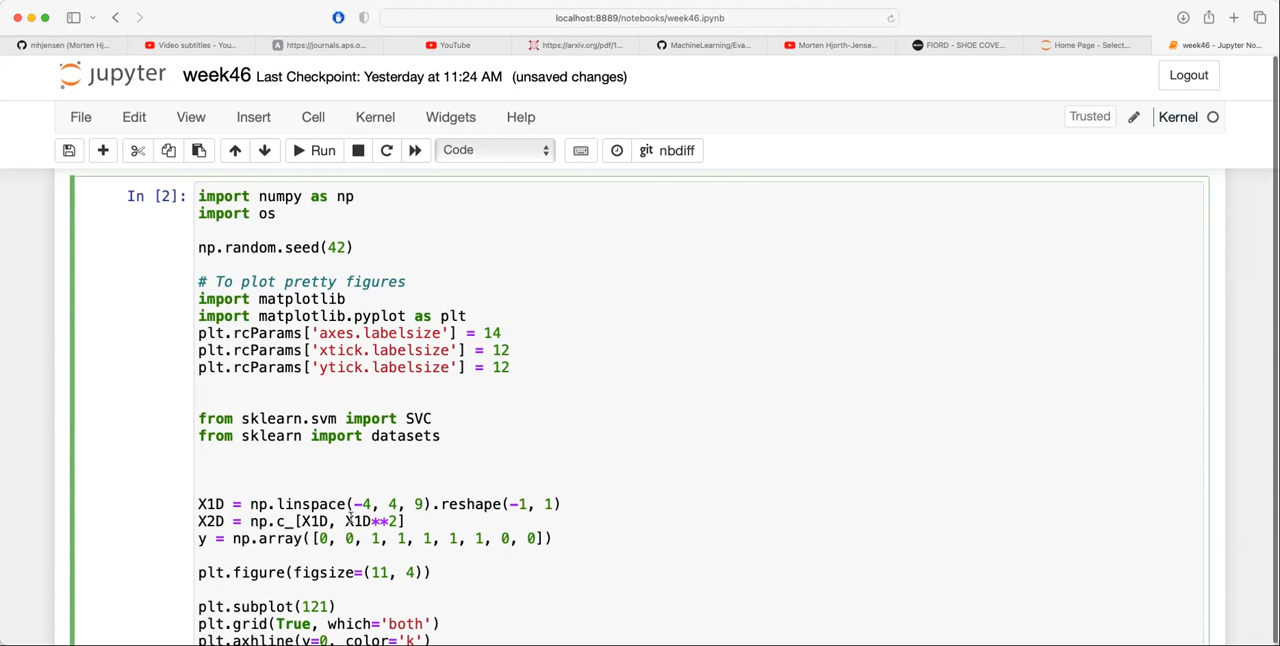 localhost:8889/notebooks/week46.ipynb
mhjensen (Morten Hj...
Video subtitles - You...
https://journals.aps.o...
YouTube
https://arxiv.org/pdf/1...
MachineLearning/Eva...
Morten Hjorth-Jense...
FIORD - SHOE COVE...
Home Page - Select...
week46 - Jupyter No...
jupyter week46 Last Checkpoint: Yesterday at 11:24 AM (unsaved changes)
Logout
File Edit View Insert Cell Kernel Widgets Help
Trusted
Kernel
Run
Code
git nbdiff
In [2]:
import numpy as np
import os
np.random.seed(42)
# To plot pretty figures
import matplotlib
import matplotlib.pyplot as plt
plt.rcParams['axes.labelsize'] = 14
plt.rcParams['xtick.labelsize'] = 12
plt.rcParams['ytick.labelsize'] = 12
from sklearn.svm import SVC
from sklearn import datasets
X1D = np.linspace(-4, 4, 9).reshape(-1, 1)
X2D = np.c_[X1D, X1D**2]
y = np.array([0, 0, 1, 1, 1, 1, 1, 0, 0])
plt.figure(figsize=(11, 4))
plt.subplot(121)
plt.grid(True, which='both')
plt.axhline(y=0, color='k')